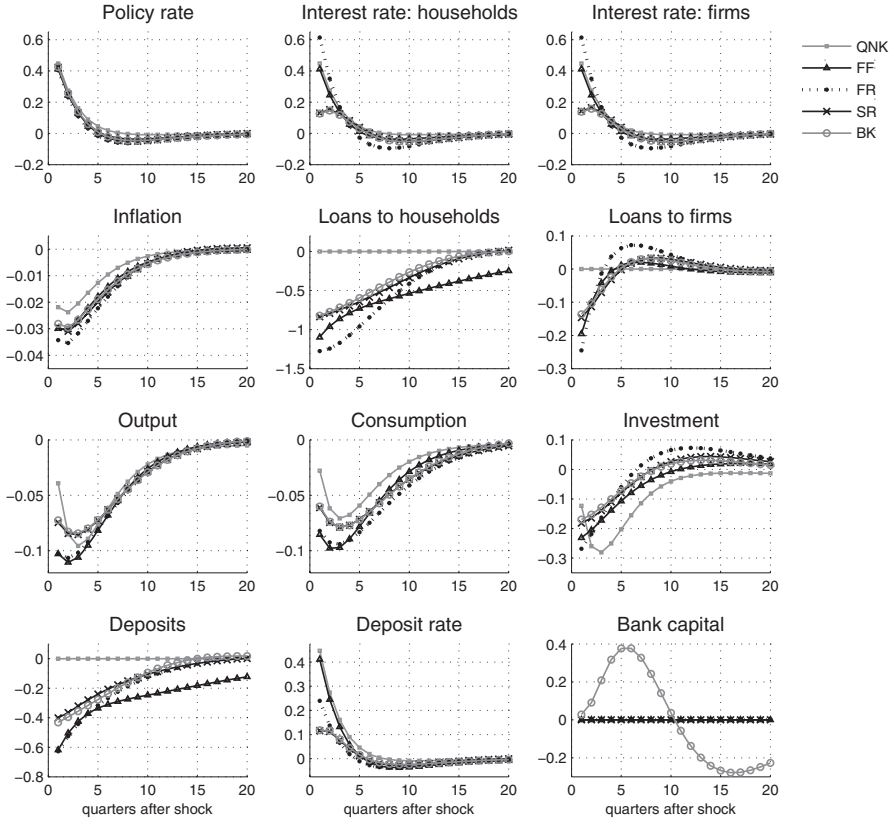 Policy rate
Interest rate: households
Interest rate: firms
0.6
0.4
0.2
0
−0.2
0 5 10 15 20
0.6
0.4
0.2
0
−0.2
0 5 10 15 20
0.6
0.4
0.2
0
−0.2
0 5 10 15 20
QNK
FF
FR
SR
BK
Inflation
Loans to households
Loans to firms
0
−0.01
−0.02
−0.03
−0.04
0 5 10 15 20
0
−0.5
−1
−1.5
0 5 10 15 20
0.1
0
−0.1
−0.2
−0.3
0 5 10 15 20
Output
Consumption
Investment
0
−0.05
−0.1
0 5 10 15 20
0
−0.05
−0.1
0 5 10 15 20
0.1
0
−0.1
−0.2
−0.3
0 5 10 15 20
Deposits
Deposit rate
Bank capital
0
−0.2
−0.4
−0.6
−0.8
0 5 10 15 20
quarters after shock
0.4
0.3
0.2
0.1
0
0 5 10 15 20
quarters after shock
0.4
0.2
0
−0.2
0 5 10 15 20
quarters after shock